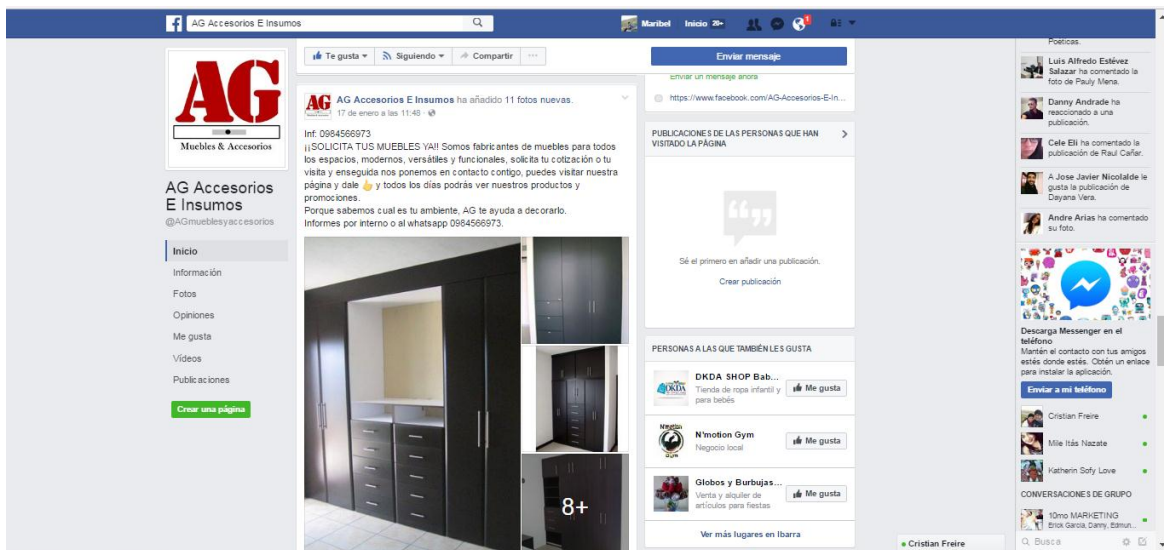 AG Accesorios E Insumos
Maribel
Inicio 20+
1
AG
Muebles & Accesorios
AG Accesorios
E Insumos
@AGmueblesyaccesorios
Inicio
Información
Fotos
Opiniones
Me gusta
Vídeos
Publicaciones
Crear una página
Te gusta
Siguiendo
Compartir
AG
AG Accesorios E Insumos ha añadido 11 fotos nuevas.
17 de enero a las 11:48
Inf: 0984566973
¡¡SOLICITA TUS MUEBLES YA!! Somos fabricantes de muebles para todos
los espacios, modernos, versátiles y funcionales, solicita tu cotización o tu
visita y enseguida nos ponemos en contacto contigo, puedes visitar nuestra
página y dale 👍 y todos los días podrás ver nuestros productos y
promociones.
Porque sabemos cual es tu ambiente, AG te ayuda a decorarlo.
Informes por interno o al whatsapp 0984566973.
8+
Enviar mensaje
Enviar un mensaje ahora
https://www.facebook.com/AG-Accesorios-E-In...
PUBLICACIONES DE LAS PERSONAS QUE HAN
VISITADO LA PÁGINA
Sé el primero en añadir una publicación.
Crear publicación
PERSONAS A LAS QUE TAMBIÉN LES GUSTA
DKDA
DKDA SHOP Bab...
Tienda de ropa infantil y
para bebés
Me gusta
N'motion
Gym
N'motion Gym
Negocio local
Me gusta
Globos y Burbujas...
Venta y alquiler de
artículos para fiestas
Me gusta
Ver más lugares en Ibarra
Poéticas.
Luis Alfredo Estévez
Salazar ha comentado la
foto de Pauly Mena.
Danny Andrade ha
reaccionado a una
publicación.
Cele Eli ha comentado la
publicación de Raul Cañar.
A Jose Javier Nicolalde le
gusta la publicación de
Dayana Vera.
Andre Arias ha comentado
su foto.
Descarga Messenger en el
teléfono
Mantén el contacto con tus amigos
estés donde estés. Obtén un enlace
para instalar la aplicación.
Enviar a mi teléfono
Cristian Freire
Mile Itás Nazate
Katherin Sofy Love
CONVERSACIONES DE GRUPO
10mo MARKETING
Erick Garcia, Danny, Edmun...
Busca
Cristian Freire